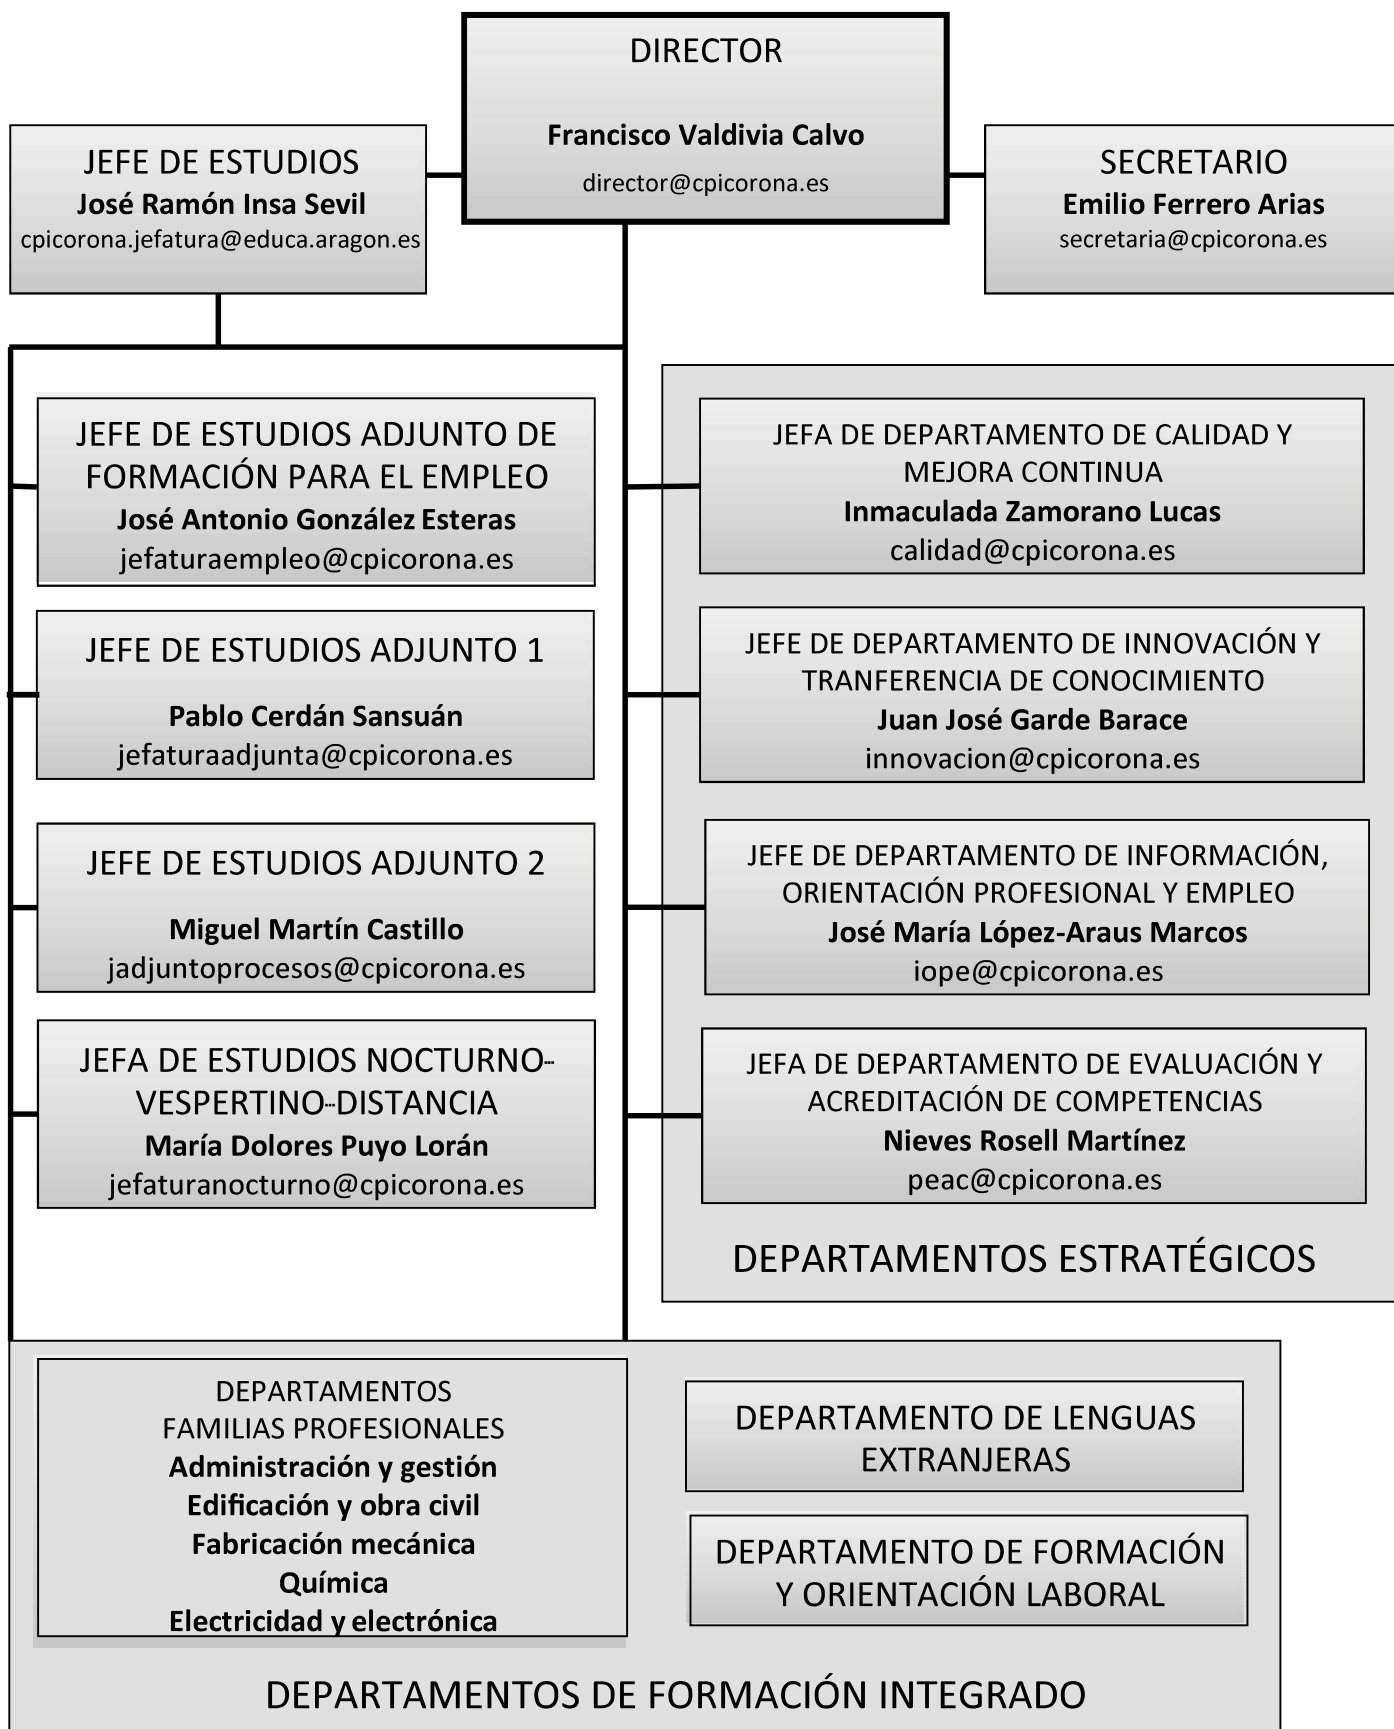 DIRECTOR
Francisco Valdivia Calvo
director@cpicorona.es
JEFE DE ESTUDIOS
José Ramón Insa Sevil
cpicorona.jefatura@educa.aragon.es
SECRETARIO
Emilio Ferrero Arias
secretaria@cpicorona.es
JEFE DE ESTUDIOS ADJUNTO DE
FORMACIÓN PARA EL EMPLEO
José Antonio González Esteras
jefaturaempleo@cpicorona.es
JEFE DE ESTUDIOS ADJUNTO 1
Pablo Cerdán Sansuán
jefaturaadjunta@cpicorona.es
JEFE DE ESTUDIOS ADJUNTO 2
Miguel Martín Castillo
jadjuntoprocesos@cpicorona.es
JEFA DE ESTUDIOS NOCTURNO-
VESPERTINO-DISTANCIA
María Dolores Puyo Lorán
jefaturanocturno@cpicorona.es
JEFA DE DEPARTAMENTO DE CALIDAD Y
MEJORA CONTINUA
Inmaculada Zamorano Lucas
calidad@cpicorona.es
JEFE DE DEPARTAMENTO DE INNOVACIÓN Y
TRANFERENCIA DE CONOCIMIENTO
Juan José Garde Barace
innovacion@cpicorona.es
JEFE DE DEPARTAMENTO DE INFORMACIÓN,
ORIENTACIÓN PROFESIONAL Y EMPLEO
José María López-Araus Marcos
iope@cpicorona.es
JEFA DE DEPARTAMENTO DE EVALUACIÓN Y
ACREDITACIÓN DE COMPETENCIAS
Nieves Rosell Martínez
peac@cpicorona.es
DEPARTAMENTOS ESTRATÉGICOS
DEPARTAMENTOS
FAMILIAS PROFESIONALES
Administración y gestión
Edificación y obra civil
Fabricación mecánica
Química
Electricidad y electrónica
DEPARTAMENTO DE LENGUAS
EXTRANJERAS
DEPARTAMENTO DE FORMACIÓN
Y ORIENTACIÓN LABORAL
DEPARTAMENTOS DE FORMACIÓN INTEGRADO